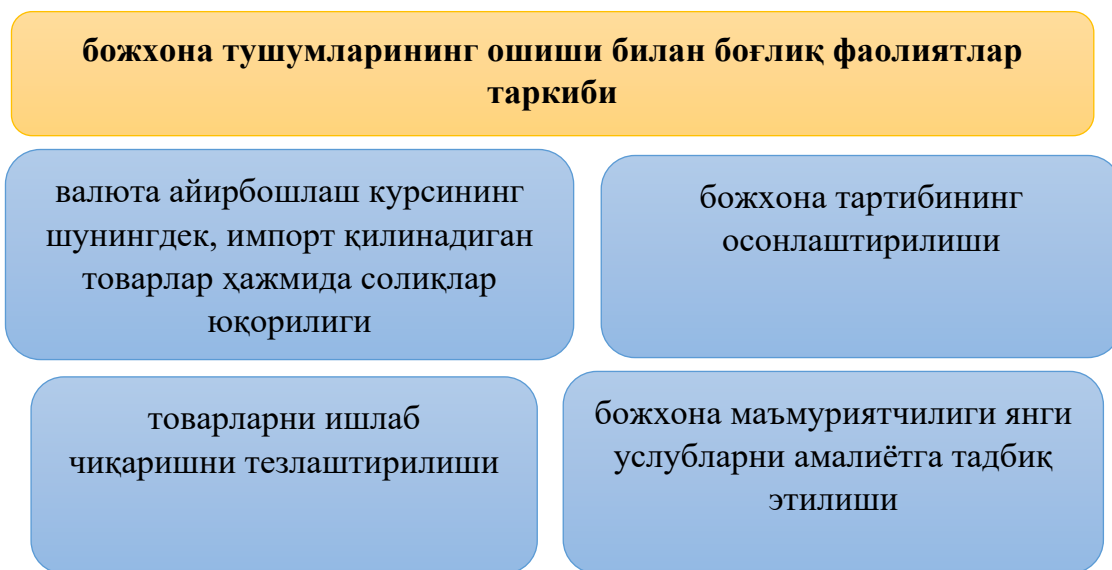 божхона тушумларининг ошиши билан боғлиқ фаолиятлар
таркиби
валюта айирбошлаш курсининг
шунингдек, импорт қилинадиган
товарлар ҳажмида солиқлар
юқорилиги
божхона тартибининг
осонлаштирилиши
товарларни ишлаб
чиқаришни тезлаштирилиши
божхона маъмуриятчилиги янги
услубларни амалиётга тадбиқ
этилиши